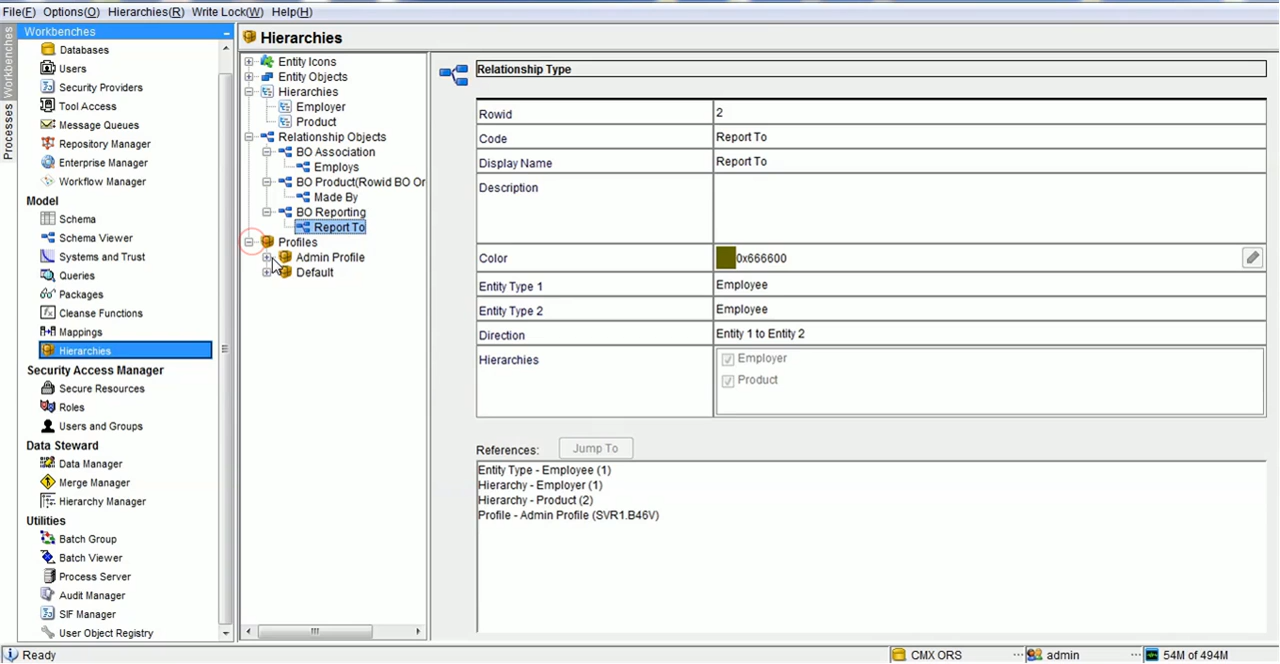 File(F) Options(O) Hierarchies(R) Write Lock(W) Help(H)
Workbenches
Processes
Workbenches
Databases
Users
Security Providers
Tool Access
Message Queues
Repository Manager
Enterprise Manager
Workflow Manager
Model
Schema
Schema Viewer
Systems and Trust
Queries
Packages
Cleanse Functions
Mappings
Hierarchies
Security Access Manager
Secure Resources
Roles
Users and Groups
Data Steward
Data Manager
Merge Manager
Hierarchy Manager
Utilities
Batch Group
Batch Viewer
Process Server
Audit Manager
SIF Manager
User Object Registry
Hierarchies
Entity Icons
Entity Objects
Hierarchies
Employer
Product
Relationship Objects
BO Association
Employs
BO Product(Rowid BO Or
Made By
BO Reporting
Report To
Profiles
Admin Profile
Default
Relationship Type
Rowid 2
Code Report To
Display Name Report To
Description
Color 0x666600
Entity Type 1 Employee
Entity Type 2 Employee
Direction Entity 1 to Entity 2
Hierarchies Employer
Product
References: Jump To
Entity Type - Employee (1)
Hierarchy - Employer (1)
Hierarchy - Product (2)
Profile - Admin Profile (SVR1.B46V)
Ready CMX ORS admin 54M of 494M